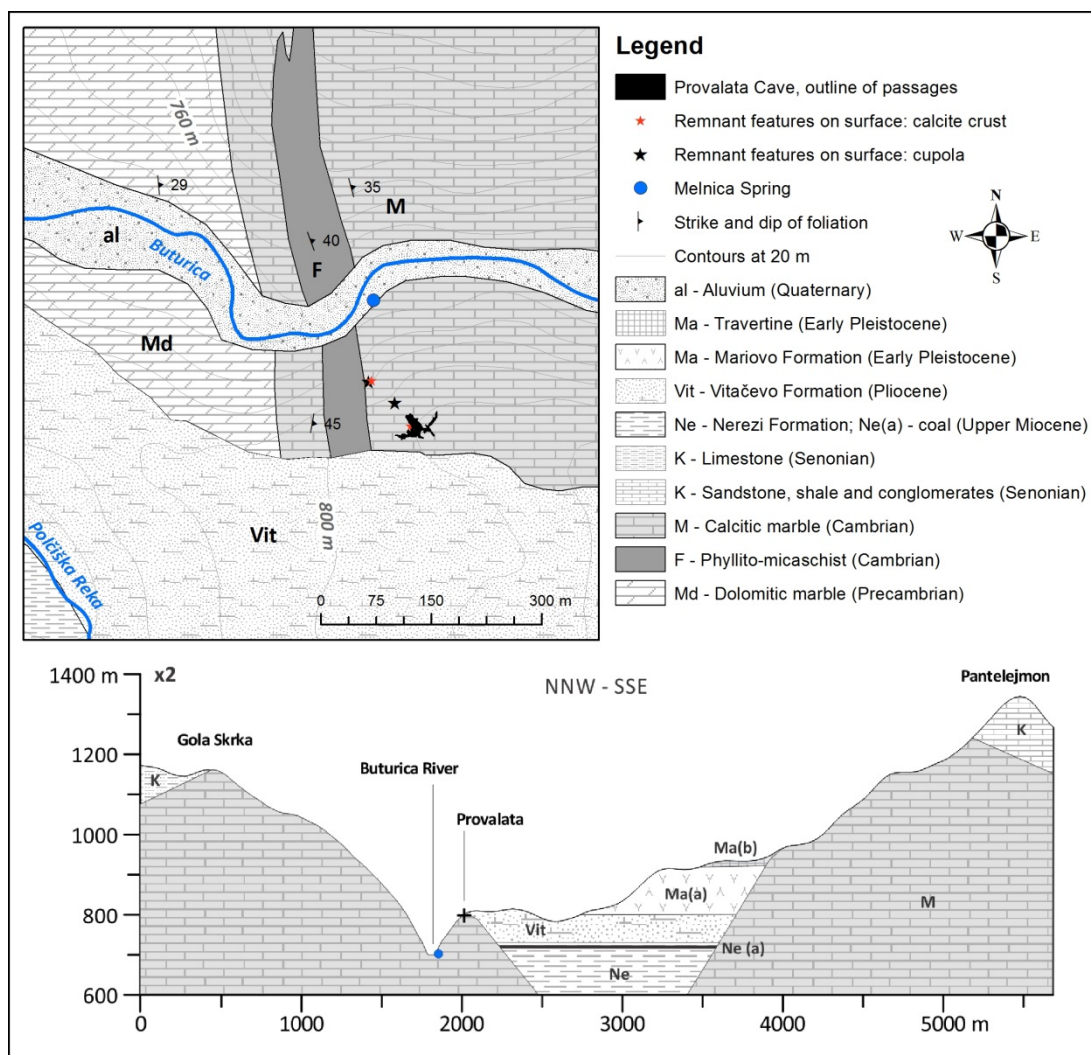 760 m
29
35
M
al
Buturica
40
F
Md
45
Vit
800 m
Polčiška Reka
0 75 150 300 m
Legend
Provalata Cave, outline of passages
Remnant features on surface: calcite crust
Remnant features on surface: cupola
Melnica Spring
Strike and dip of foliation
Contours at 20 m
al - Aluvium (Quaternary)
Ma - Travertine (Early Pleistocene)
Ma - Mariovo Formation (Early Pleistocene)
Vit - Vitačevo Formation (Pliocene)
Ne - Nerezi Formation; Ne(a) - coal (Upper Miocene)
K - Limestone (Senonian)
K - Sandstone, shale and conglomerates (Senonian)
M - Calcitic marble (Cambrian)
F - Phyllito-micaschist (Cambrian)
Md - Dolomitic marble (Precambrian)
N
W E
S
1400 m x2 NNW - SSE Pantelejmon
Gola Skrka
K
1200
K
Buturica River
Provalata
1000
Ma(b)
Ma(a)
M
800
Vit
Ne (a)
Ne
600
0 1000 2000 3000 4000 5000 m